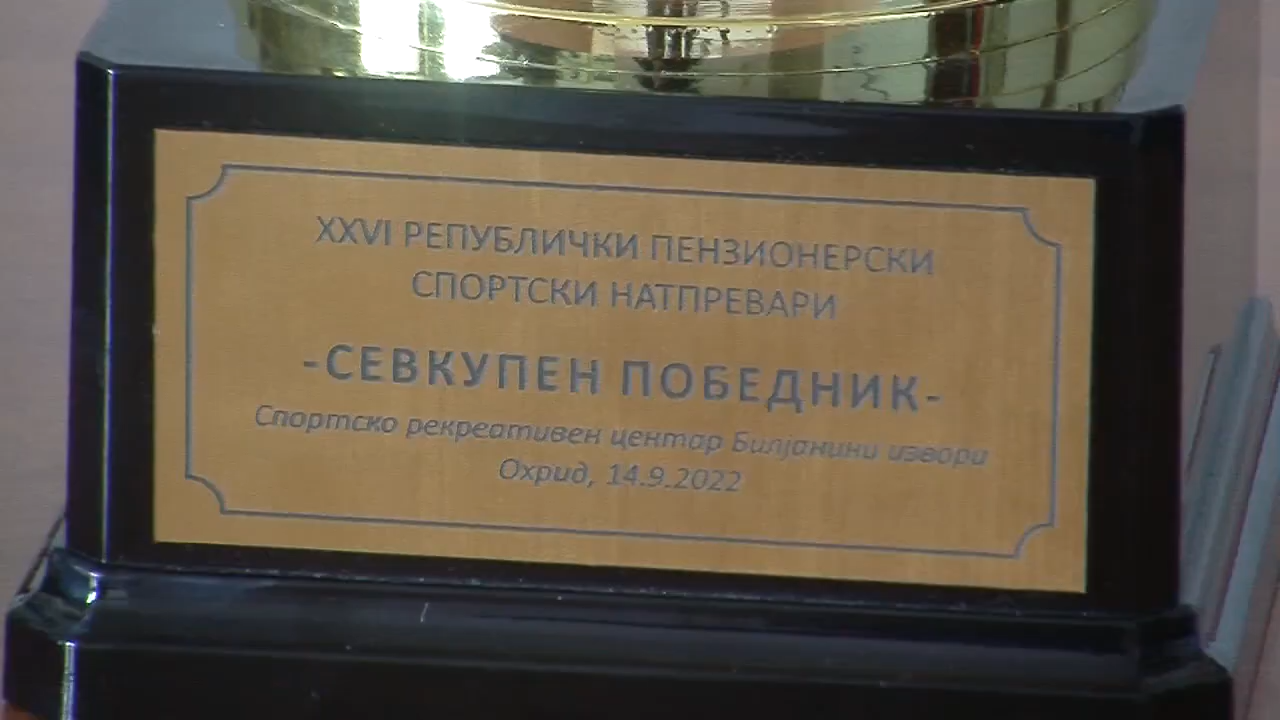 XXVI РЕПУБЛИЧКИ ПЕНЗИОНЕРСКИ
СПОРТСКИ НАТПРЕВАРИ
-СЕВКУПЕН ПОБЕДНИК-
Спортско рекреативен центар Билјанини извори
Охрид, 14.9.2022